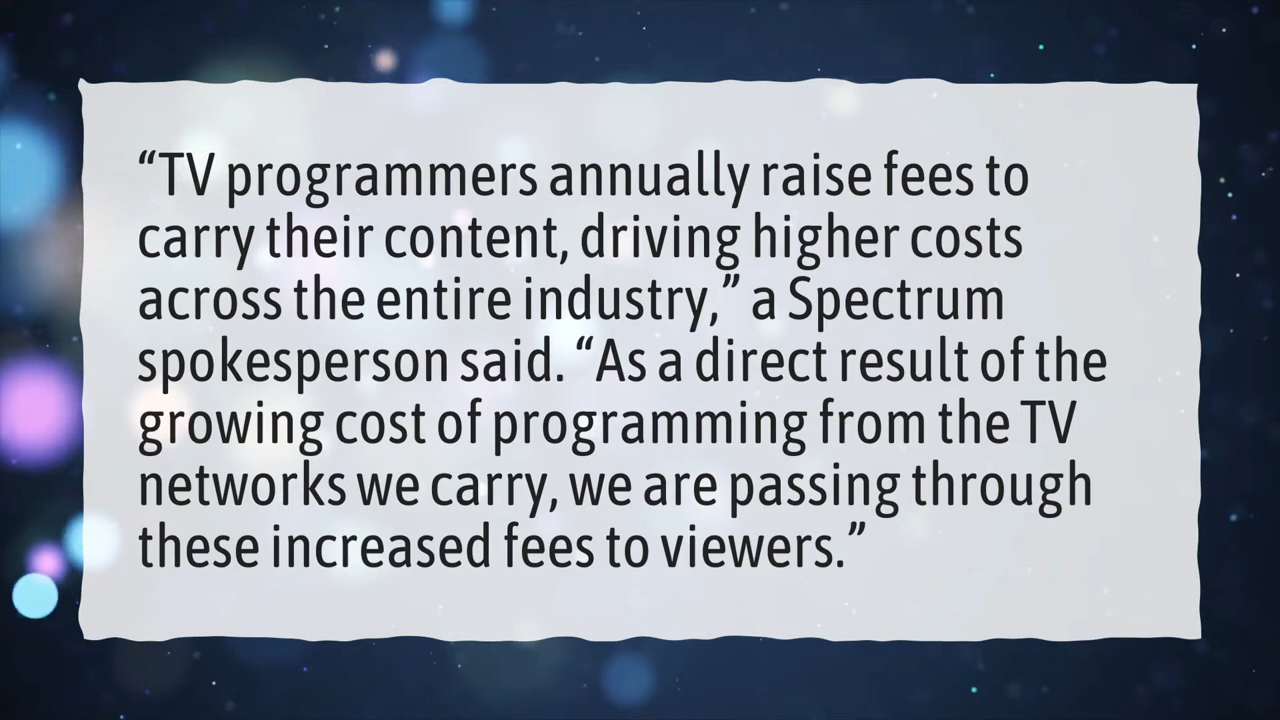 “TV programmers annually raise fees to
carry their content, driving higher costs
across the entire industry,” a Spectrum
spokesperson said. “As a direct result of the
growing cost of programming from the TV
networks we carry, we are passing through
these increased fees to viewers.”